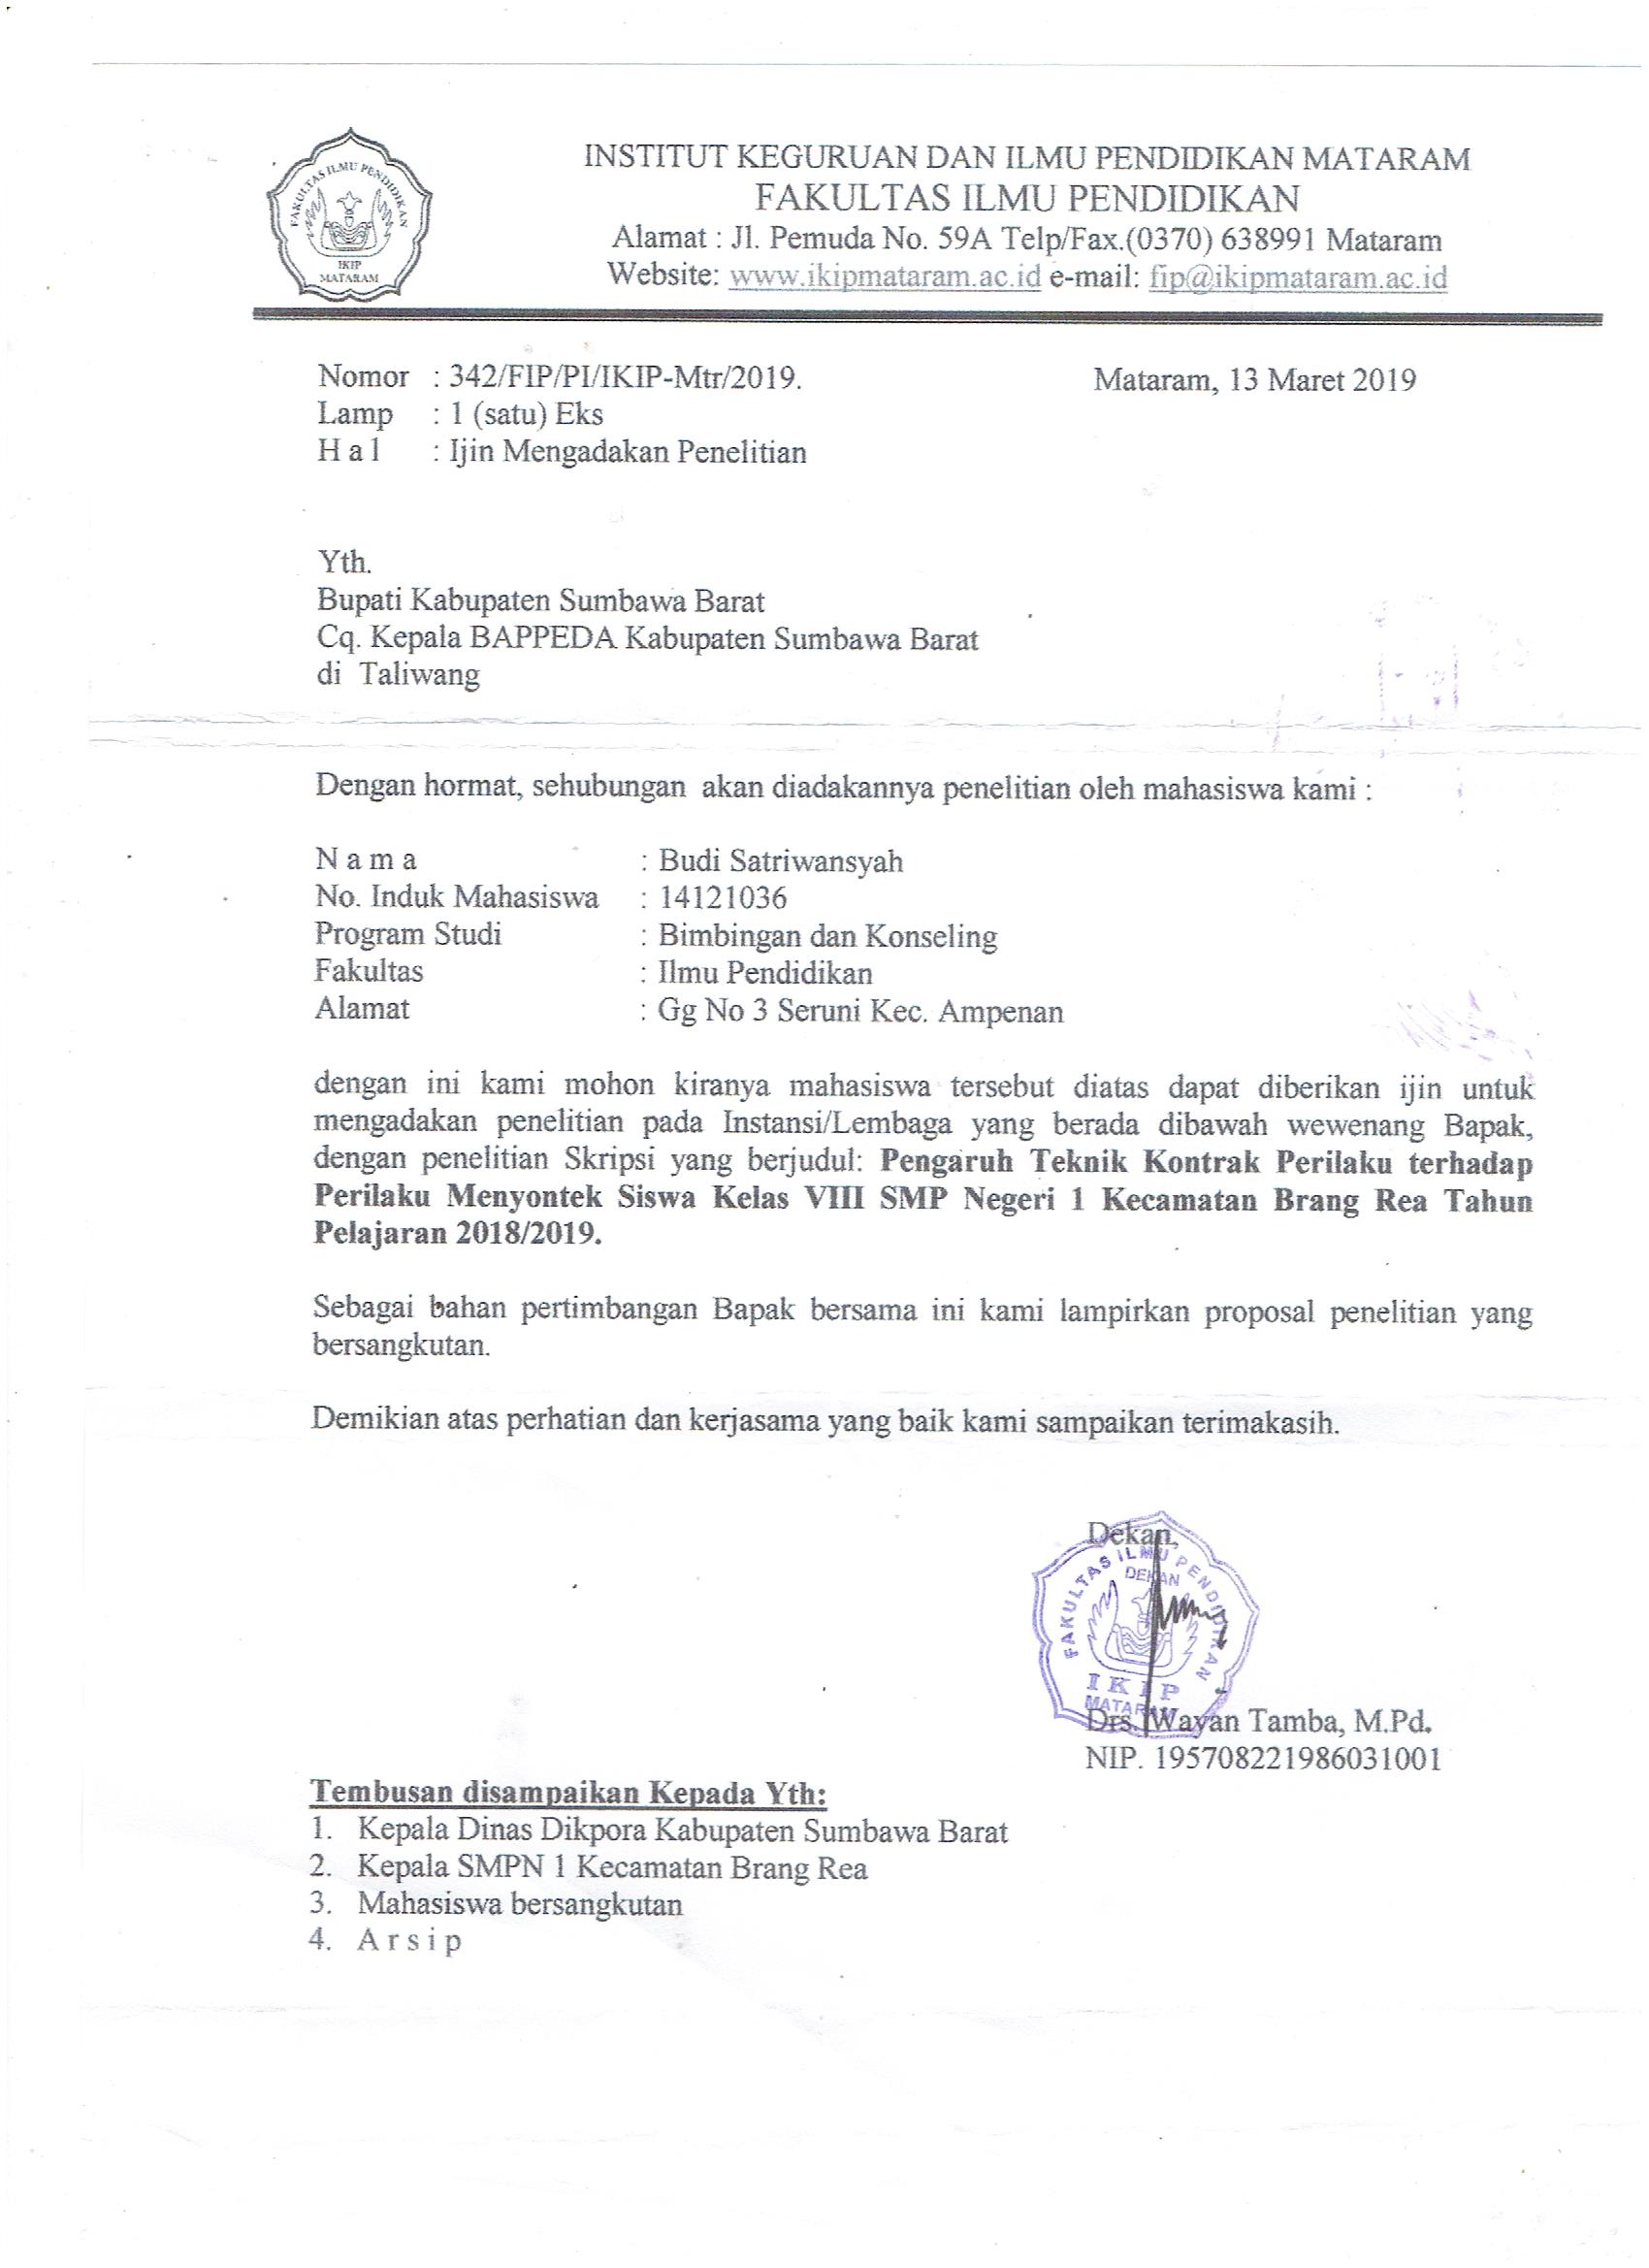 FAKULTAS ILMU PENDIDIKAN
IKIP
MATARAM
INSTITUT KEGURUAN DAN ILMU PENDIDIKAN MATARAM
FAKULTAS ILMU PENDIDIKAN
Alamat : Jl. Pemuda No. 59A Telp/Fax.(0370) 638991 Mataram
Website: www.ikipmataram.ac.id e-mail: fip@ikipmataram.ac.id
Nomor : 342/FIP/PI/IKIP-Mtr/2019. Mataram, 13 Maret 2019
Lamp : 1 (satu) Eks
H a l : Ijin Mengadakan Penelitian
Yth.
Bupati Kabupaten Sumbawa Barat
Cq. Kepala BAPPEDA Kabupaten Sumbawa Barat
di Taliwang
Dengan hormat, sehubungan akan diadakannya penelitian oleh mahasiswa kami :
N a m a : Budi Satriwansyah
No. Induk Mahasiswa : 14121036
Program Studi : Bimbingan dan Konseling
Fakultas : Ilmu Pendidikan
Alamat : Gg No 3 Seruni Kec. Ampenan
dengan ini kami mohon kiranya mahasiswa tersebut diatas dapat diberikan ijin untuk
mengadakan penelitian pada Instansi/Lembaga yang berada dibawah wewenang Bapak,
dengan penelitian Skripsi yang berjudul: Pengaruh Teknik Kontrak Perilaku terhadap
Perilaku Menyontek Siswa Kelas VIII SMP Negeri 1 Kecamatan Brang Rea Tahun
Pelajaran 2018/2019.
Sebagai bahan pertimbangan Bapak bersama ini kami lampirkan proposal penelitian yang
bersangkutan.
Demikian atas perhatian dan kerjasama yang baik kami sampaikan terimakasih.
Dekan,
FAKULTAS ILMU PENDIDIKAN
DEKAN
IKIP
MATARAM
Drs. Wayan Tamba, M.Pd.
NIP. 195708221986031001
Tembusan disampaikan Kepada Yth:
1. Kepala Dinas Dikpora Kabupaten Sumbawa Barat
2. Kepala SMPN 1 Kecamatan Brang Rea
3. Mahasiswa bersangkutan
4. A r s i p